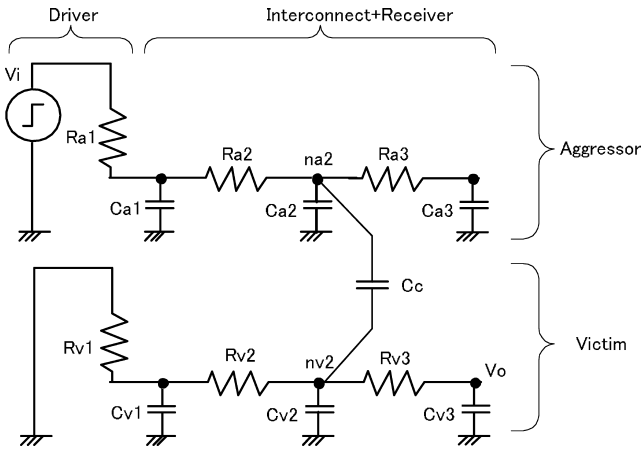 Driver
Interconnect+Receiver
Vi
Ra1
Ra2
na2
Ra3
Aggressor
Ca1
Ca2
Ca3
Cc
Rv1
Rv2
nv2
Rv3
Vo
Victim
Cv1
Cv2
Cv3